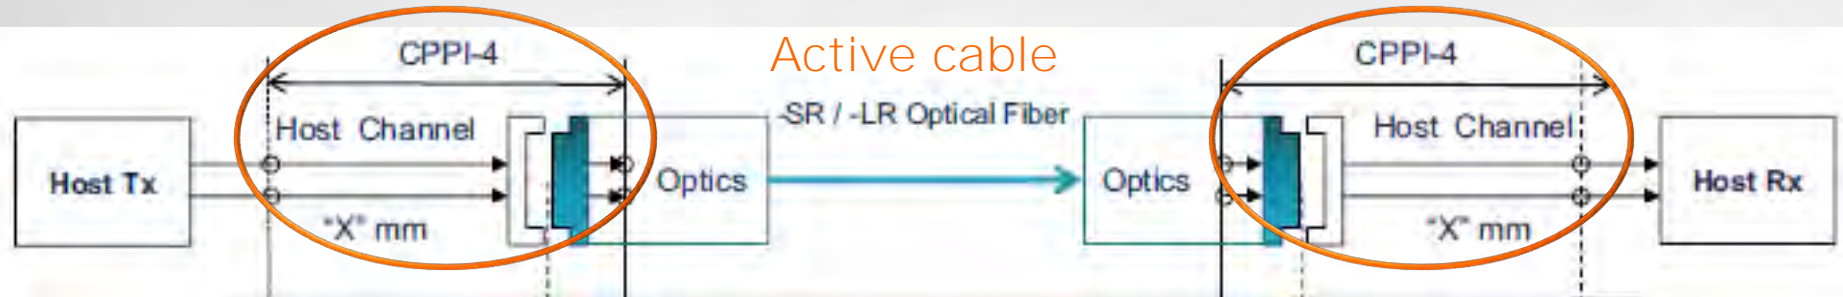 Active cable
CPPI-4
CPPI-4
-SR / -LR Optical Fiber
Host Channel
Host Channel
Host Tx
Optics
Optics
Host Rx
"X" mm
"X" mm